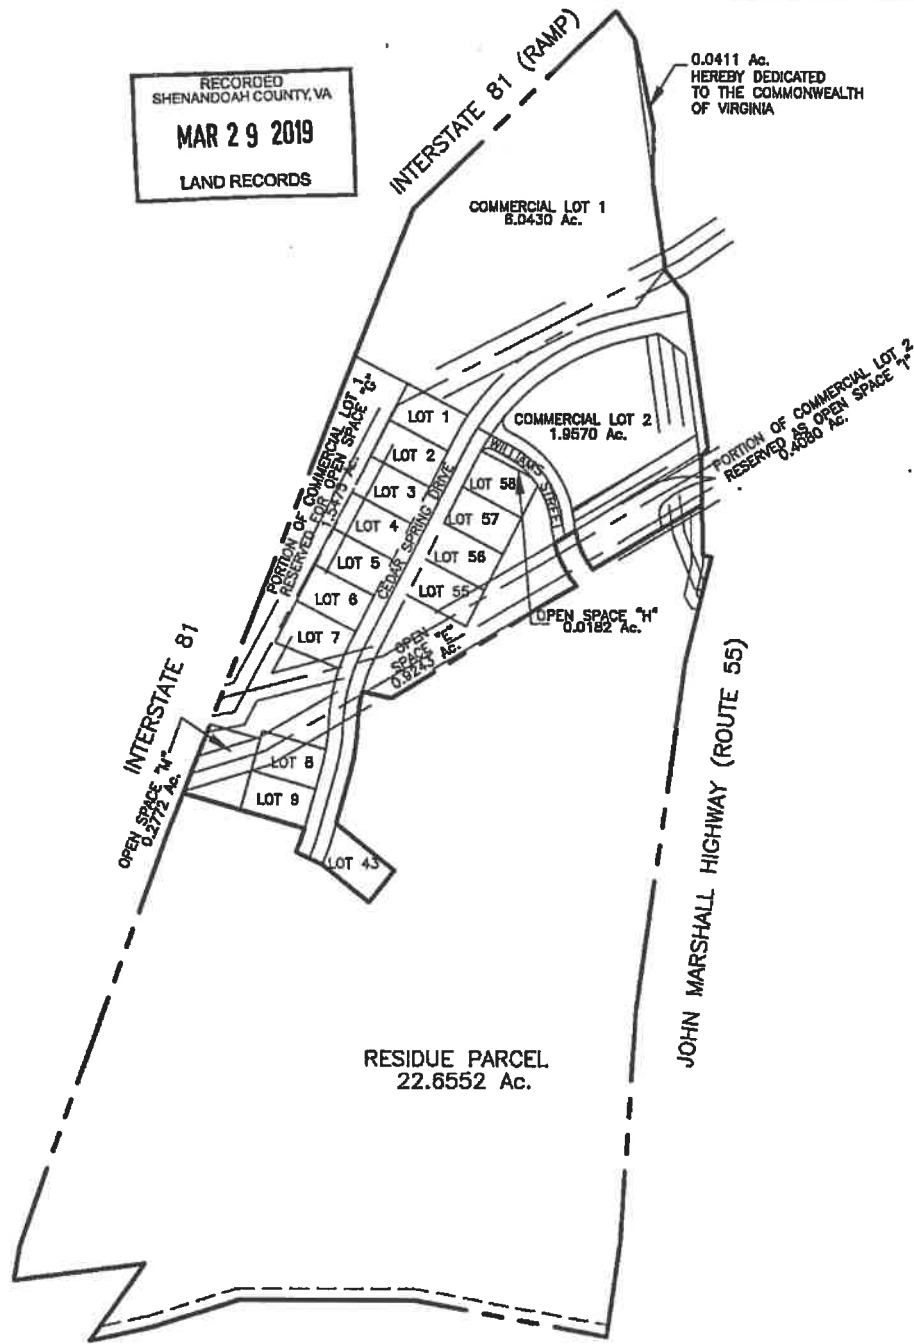 RECORDED
SHENANDOAH COUNTY, VA
MAR 29 2019
LAND RECORDS
INTERSTATE 81 (RAMP)
0.0411 Ac.
HEREBY DEDICATED
TO THE COMMONWEALTH
OF VIRGINIA
COMMERCIAL LOT 1
6.0430 Ac.
PORTION OF COMMERCIAL LOT 2
RESERVED AS OPEN SPACE "I"
0.4080 Ac.
COMMERCIAL LOT 2
1.9570 Ac.
PORTION OF COMMERCIAL LOT 1
RESERVED FOR OPEN SPACE "G"
1.5475 Ac.
LOT 1
LOT 2
LOT 3
LOT 4
LOT 5
LOT 6
LOT 7
CEDAR SPRING DRIVE
WILLIAMS STREET
LOT 58
LOT 57
LOT 56
LOT 55
OPEN SPACE "H"
0.0182 Ac.
OPEN
SPACE "E"
0.9243 Ac.
INTERSTATE 81
OPEN SPACE "M"
0.2772 Ac.
LOT 8
LOT 9
LOT 43
JOHN MARSHALL HIGHWAY (ROUTE 55)
RESIDUE PARCEL
22.6552 Ac.